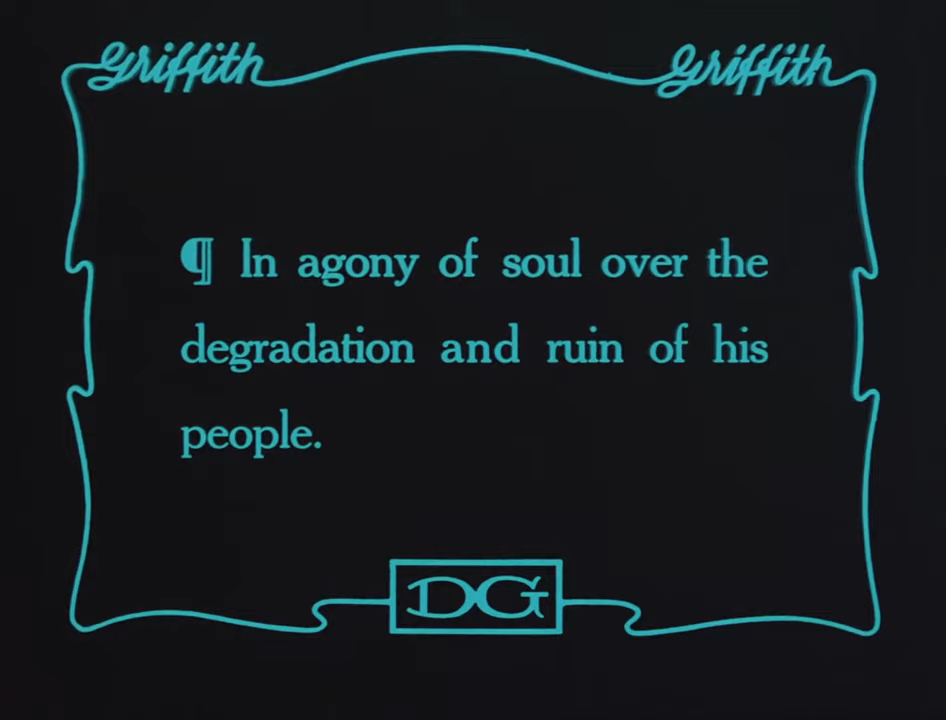 Griffith Griffith
¶ In agony of soul over the
degradation and ruin of his
people.
DG